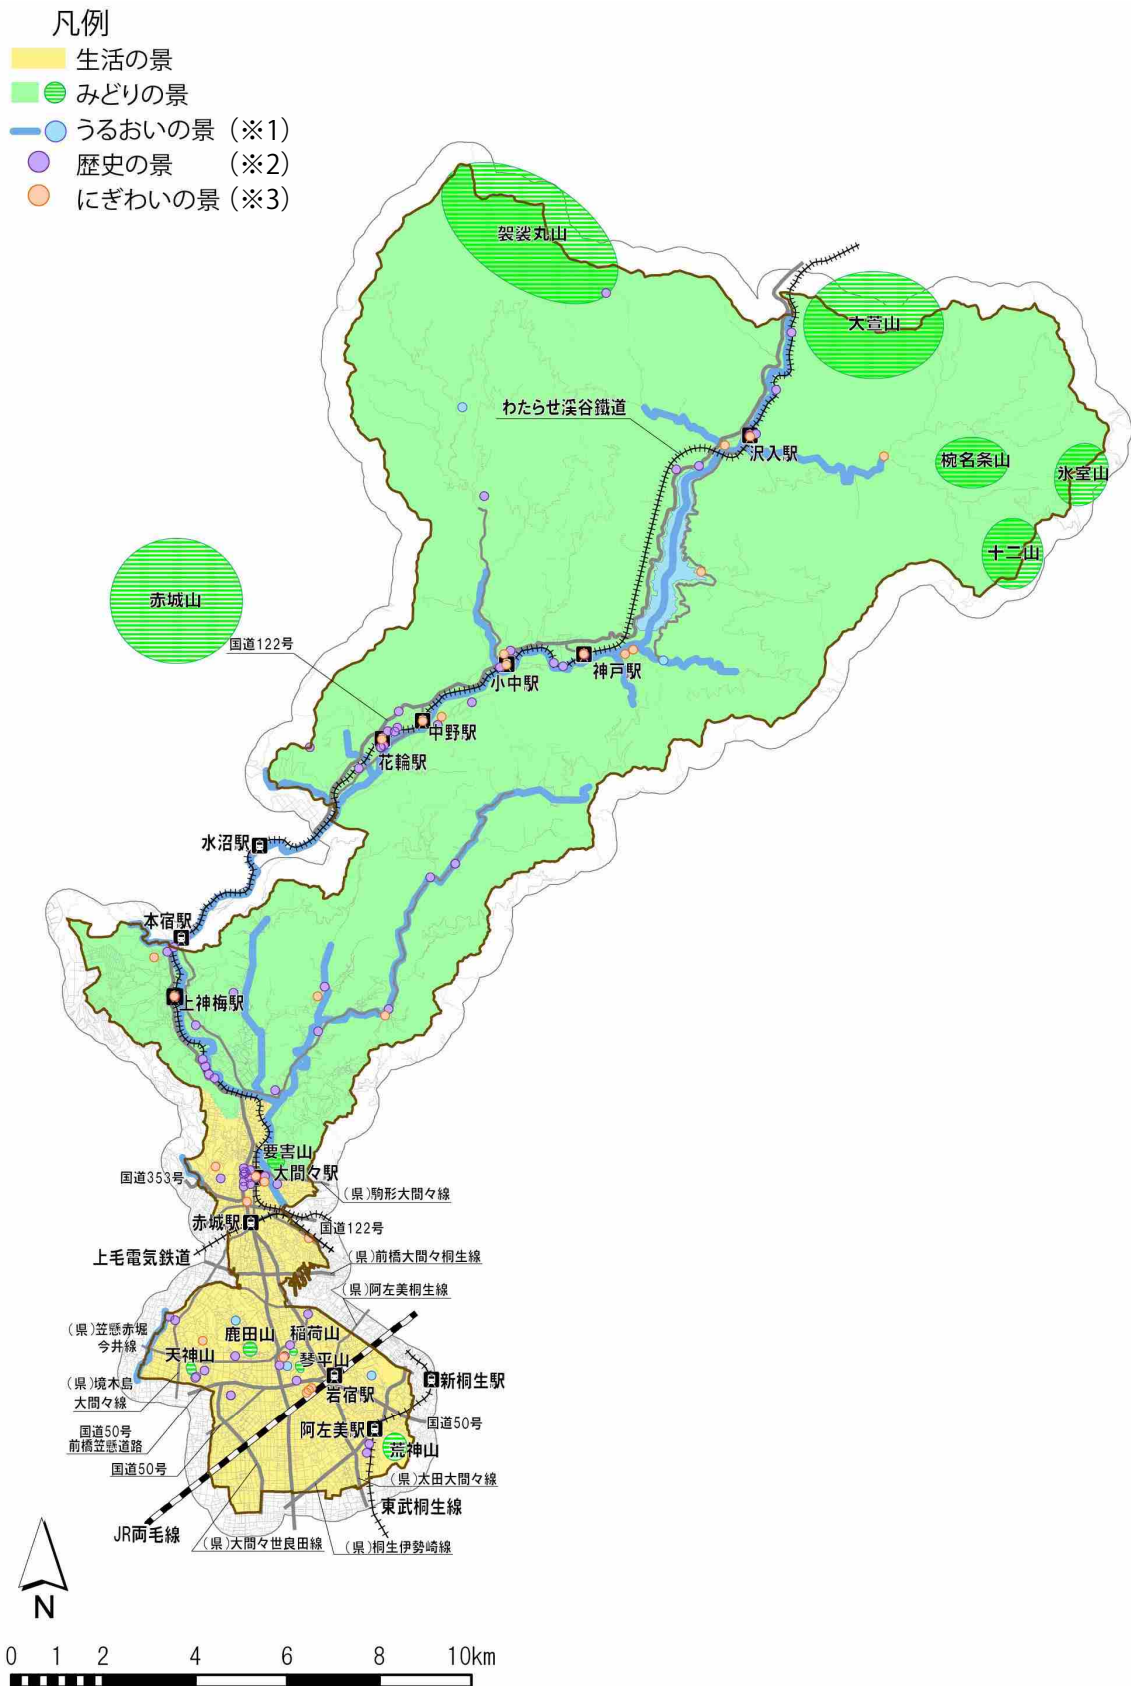 凡例
生活の景
みどりの景
うるおいの景（※1）
歴史の景　　（※2）
にぎわいの景（※3）
袈裟丸山
大萱山
わたらせ渓谷鐵道
沢入駅
椀名条山
氷室山
十二山
赤城山
国道122号
神戸駅
小中駅
中野駅
花輪駅
水沼駅
本宿駅
上神梅駅
要害山
大間々駅
国道353号
（県）駒形大間々線
赤城駅
国道122号
上毛電気鉄道
（県）前橋大間々桐生線
（県）阿左美桐生線
（県）笠懸赤堀
今井線
鹿田山
稲荷山
天神山
琴平山
（県）境木島
大間々線
岩宿駅
新桐生駅
国道50号
前橋笠懸道路
阿左美駅
国道50号
荒神山
国道50号
（県）太田大間々線
東武桐生線
JR両毛線
（県）大間々世良田線
（県）桐生伊勢崎線
N
0 1 2 4 6 8 10km